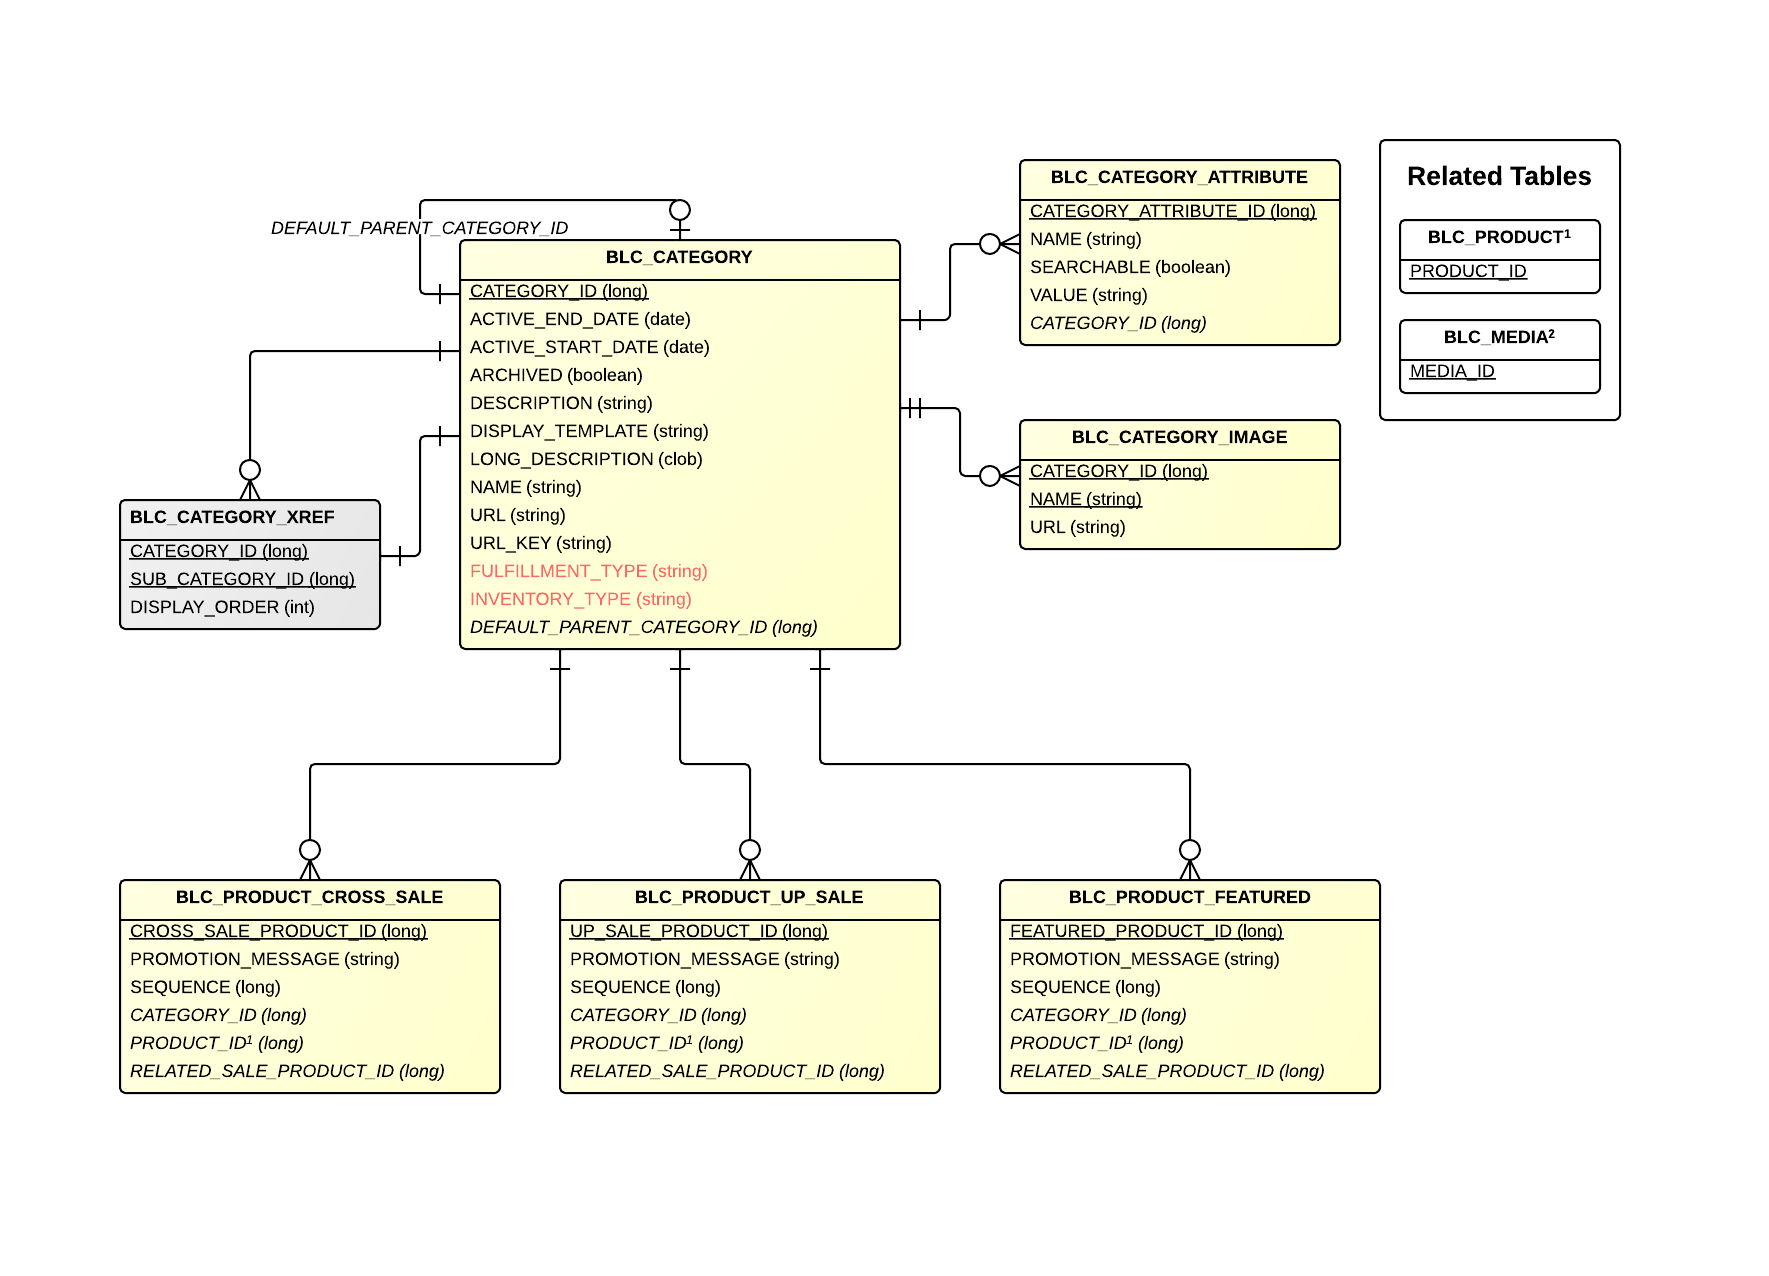 DEFAULT_PARENT_CATEGORY_ID
BLC_CATEGORY
CATEGORY_ID (long)
ACTIVE_END_DATE (date)
ACTIVE_START_DATE (date)
ARCHIVED (boolean)
DESCRIPTION (string)
DISPLAY_TEMPLATE (string)
LONG_DESCRIPTION (clob)
NAME (string)
URL (string)
URL_KEY (string)
FULFILLMENT_TYPE (string)
INVENTORY_TYPE (string)
DEFAULT_PARENT_CATEGORY_ID (long)
BLC_CATEGORY_ATTRIBUTE
CATEGORY_ATTRIBUTE_ID (long)
NAME (string)
SEARCHABLE (boolean)
VALUE (string)
CATEGORY_ID (long)
Related Tables
BLC_PRODUCT¹
PRODUCT_ID
BLC_MEDIA²
MEDIA_ID
BLC_CATEGORY_IMAGE
CATEGORY_ID (long)
NAME (string)
URL (string)
BLC_CATEGORY_XREF
CATEGORY_ID (long)
SUB_CATEGORY_ID (long)
DISPLAY_ORDER (int)
BLC_PRODUCT_CROSS_SALE
CROSS_SALE_PRODUCT_ID (long)
PROMOTION_MESSAGE (string)
SEQUENCE (long)
CATEGORY_ID (long)
PRODUCT_ID¹ (long)
RELATED_SALE_PRODUCT_ID (long)
BLC_PRODUCT_UP_SALE
UP_SALE_PRODUCT_ID (long)
PROMOTION_MESSAGE (string)
SEQUENCE (long)
CATEGORY_ID (long)
PRODUCT_ID¹ (long)
RELATED_SALE_PRODUCT_ID (long)
BLC_PRODUCT_FEATURED
FEATURED_PRODUCT_ID (long)
PROMOTION_MESSAGE (string)
SEQUENCE (long)
CATEGORY_ID (long)
PRODUCT_ID¹ (long)
RELATED_SALE_PRODUCT_ID (long)